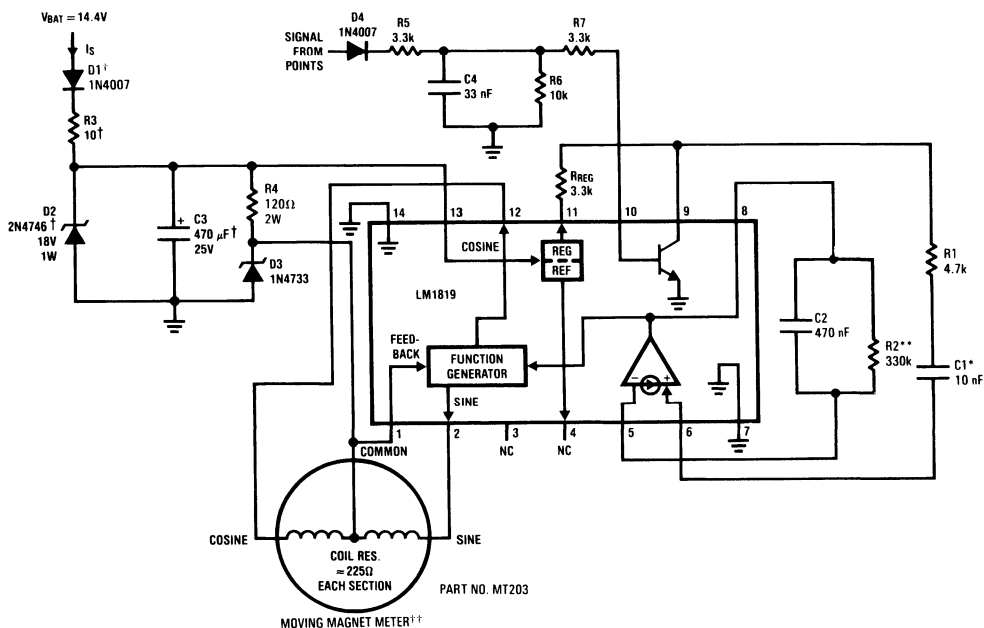 VBAT = 14.4V
IS
D1†
1N4007
R3
10†
D2
2N4746†
18V
1W
C3
+
470 μF†
25V
R4
120Ω
2W
D3
1N4733
SIGNAL
FROM
POINTS
D4
1N4007
R5
3.3k
C4
33 nF
R6
10k
R7
3.3k
RREG
3.3k
14
13
12
11
10
9
8
COSINE
REG
REF
LM1819
FEED-
BACK
FUNCTION
GENERATOR
SINE
- +
1
2
3
4
5
6
7
COMMON
NC
NC
C2
470 nF
R2**
330k
R1
4.7k
C1*
10 nF
COSINE
SINE
COIL RES.
≈225Ω
EACH SECTION
PART NO. MT203
MOVING MAGNET METER††